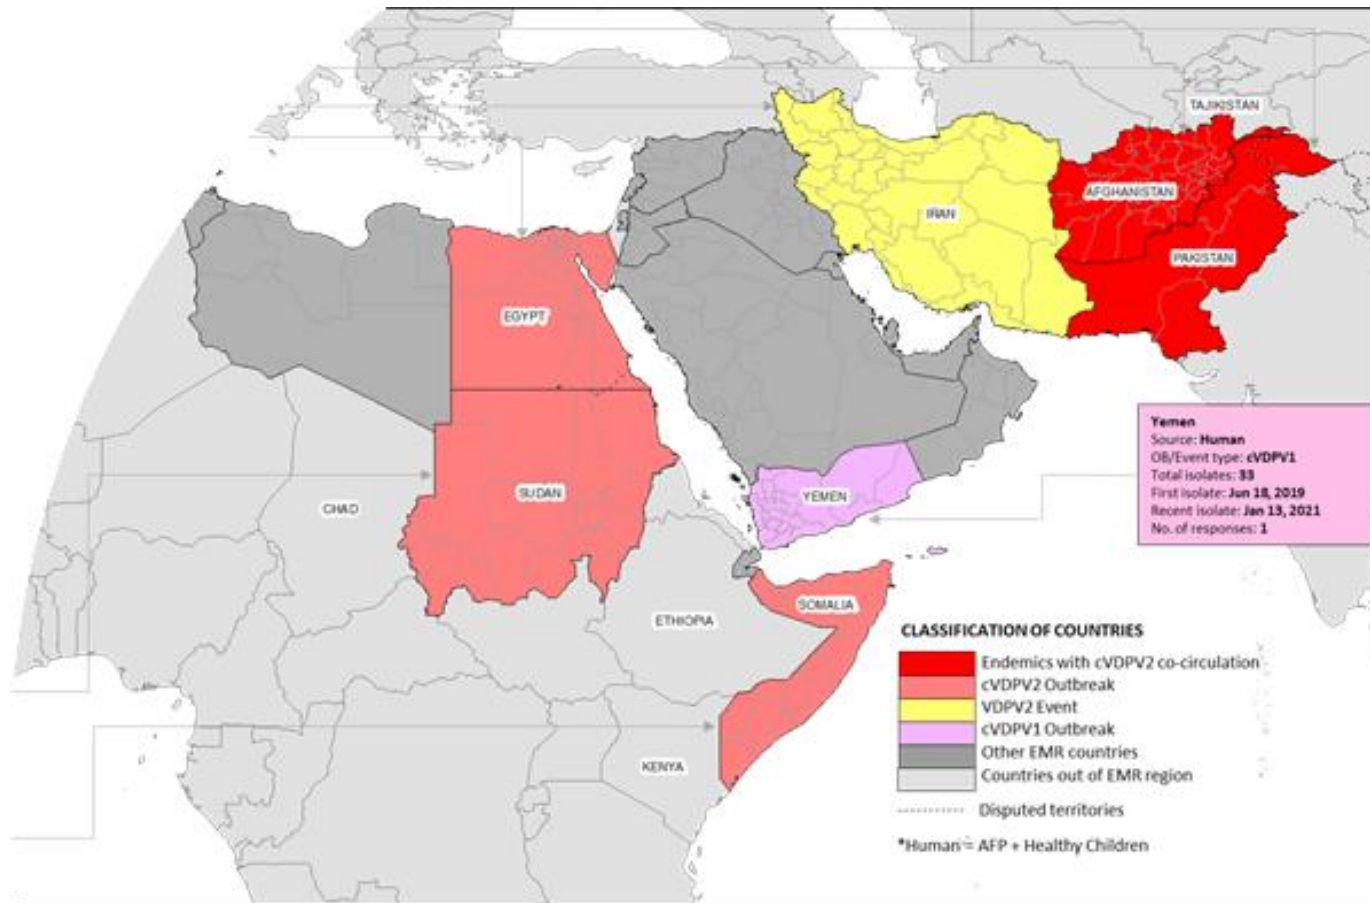 TAJIKISTAN
AFGHANISTAN
IRAN
PAKISTAN
EGYPT
Yemen
Source: Human
OB/Event type: cVDPV1
Total isolates: 33
First isolate: Jun 18, 2019
Recent isolate: Jan 13, 2021
No. of responses: 1
SUDAN
YEMEN
CHAD
SOMALIA
ETHIOPIA
KENYA
CLASSIFICATION OF COUNTRIES
Endemics with cVDPV2 co-circulation
cVDPV2 Outbreak
VDPV2 Event
cVDPV1 Outbreak
Other EMR countries
Countries out of EMR region
Disputed territories
*Human = AFP + Healthy Children